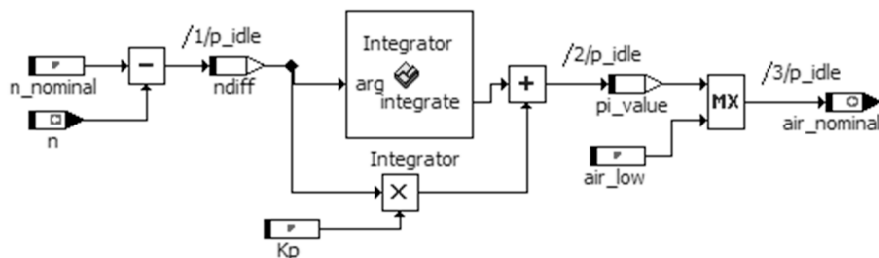 /1/p_idle
Integrator
/2/p_idle
/3/p_idle
n_nominal
−
ndiff
arg
integrate
+
pi_value
MX
air_nominal
n
Integrator
×
air_low
Kp